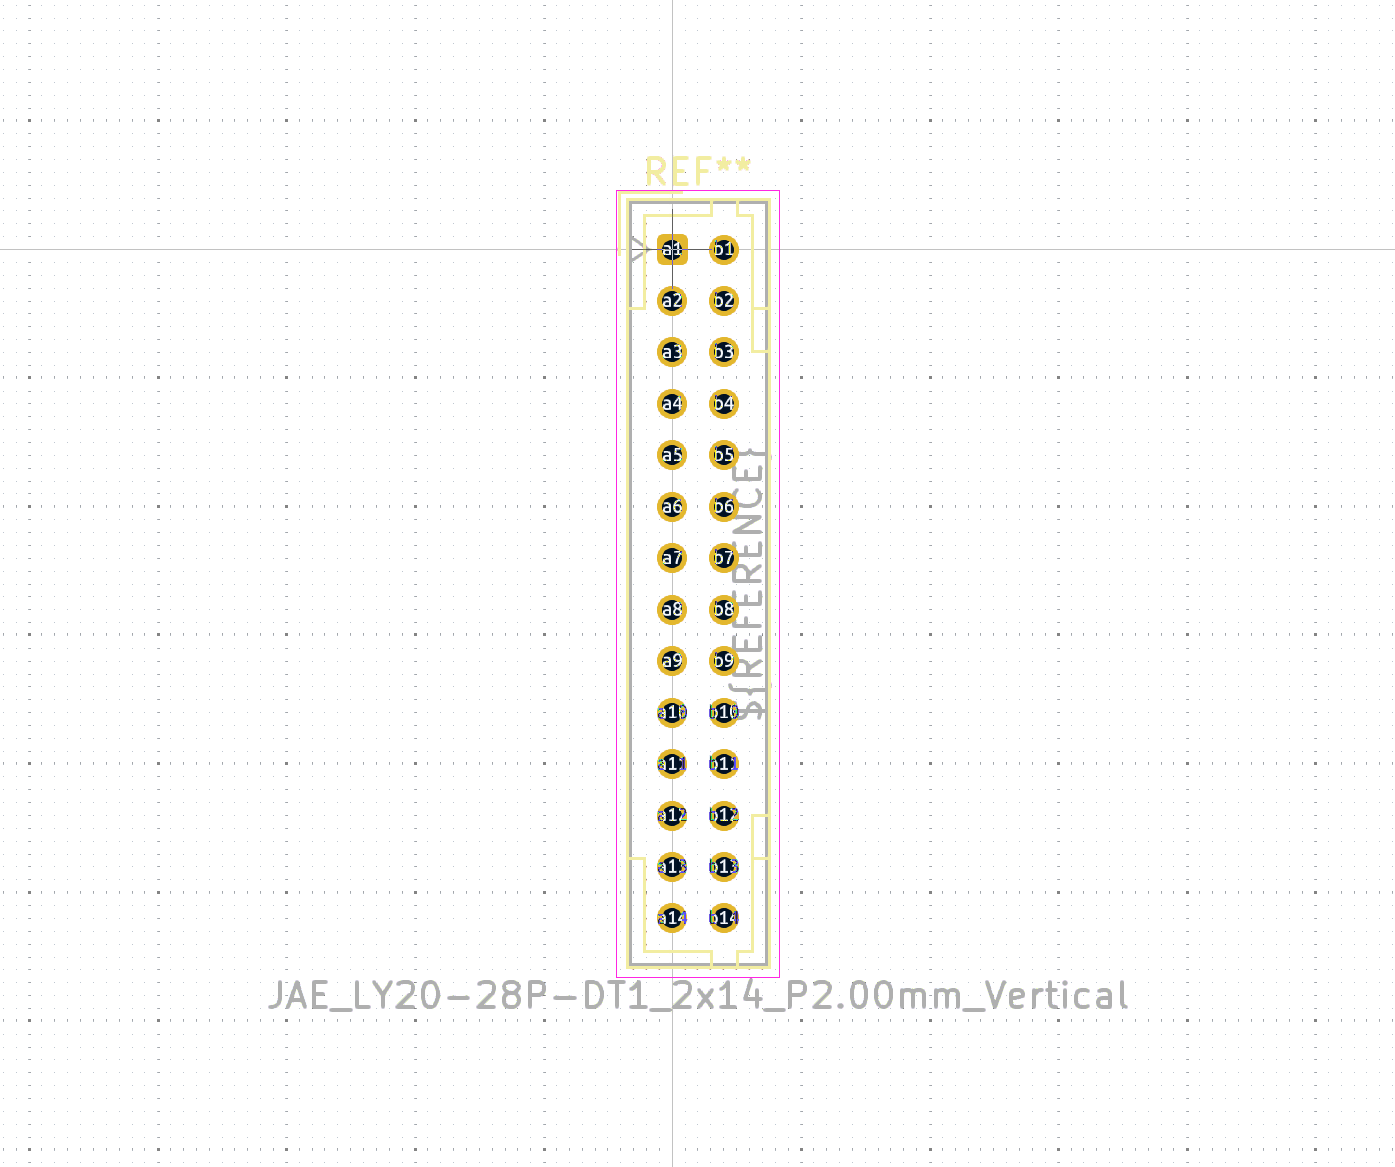 REF**
a1 b1
a2 b2
a3 b3
a4 b4
a5 b5
a6 b6
a7 b7
a8 b8
a9 b9
a10 b10
a11 b11
a12 b12
a13 b13
a14 b14
${REFERENCE}
JAE_LY20-28P-DT1_2x14_P2.00mm_Vertical